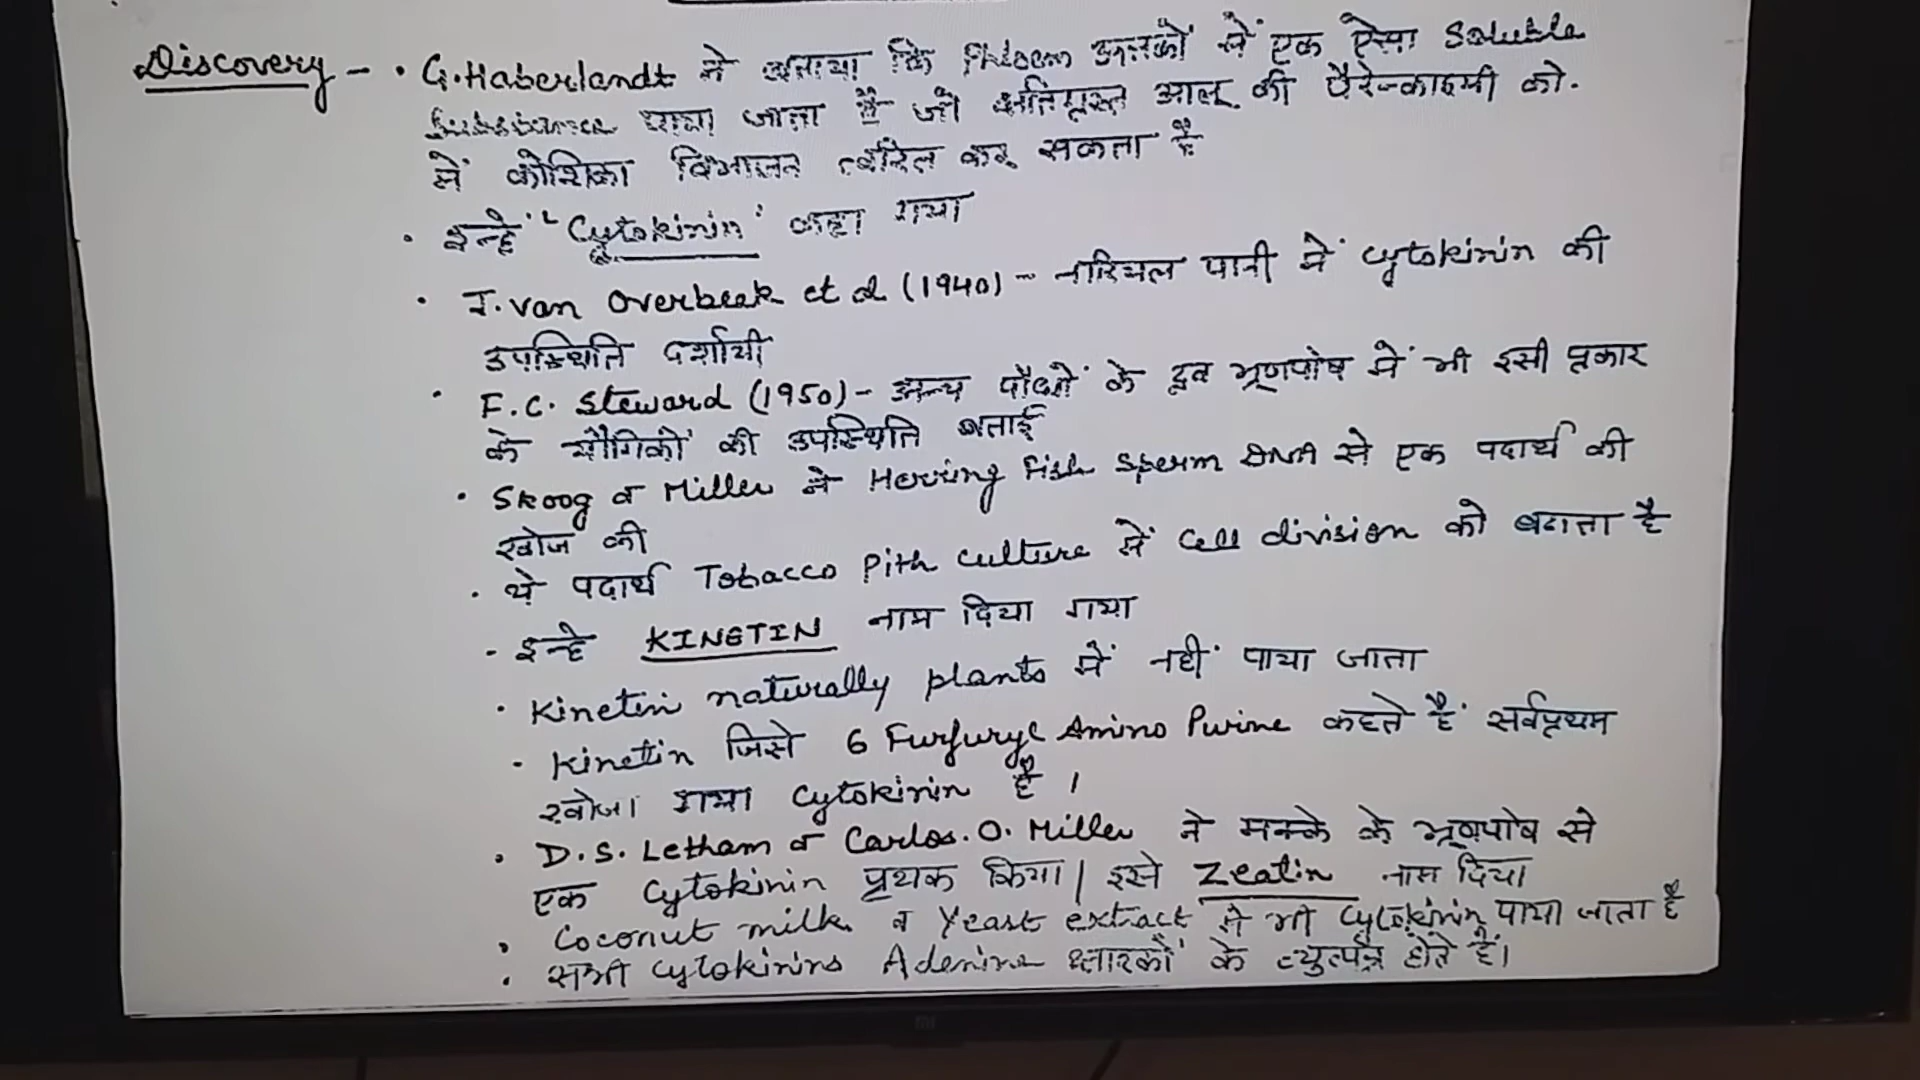 Discovery - • G.Haberlandt ने बताया कि Phloem ऊतकों में एक ऐसा Soluble
Substance पाया जाता है जो क्षतिग्रस्त आलू की पैरेन्काइमी को.
में कोशिका विभाजन त्वरित कर सकता है
• इन्हे 'Cytokinin' कहा गया
• J.van Overbeak et al (1940) - नारियल पानी में cytokinin की
उपस्थिति दर्शायी
• F.C. Steward (1950) - अन्य पौधों के द्रव भ्रूणपोष में भी इसी प्रकार
के यौगिकों की उपस्थिति बताई
• Skoog व Miller ने Herring fish sperm DNA से एक पदार्थ की
खोज की
• ये पदार्थ Tobacco Pith culture में cell division को बढाता है
• इन्हे KINETIN नाम दिया गया
• Kinetin naturally plants में नहीं पाया जाता
• Kinetin जिसे 6 Furfuryl Amino Purine कहते हैं सर्वप्रथम
खोजा गया cytokinin है।
• D.S. Letham व Carlos.O. Miller ने मक्के के भ्रूणपोष से
एक Cytokinin प्रथक किया। इसे Zeatin नाम दिया
• Coconut milk व Yeast extract में भी Cytokinin पाया जाता है
• सभी cytokinins Adenine क्षारकों के व्युत्पन्न होते हैं।